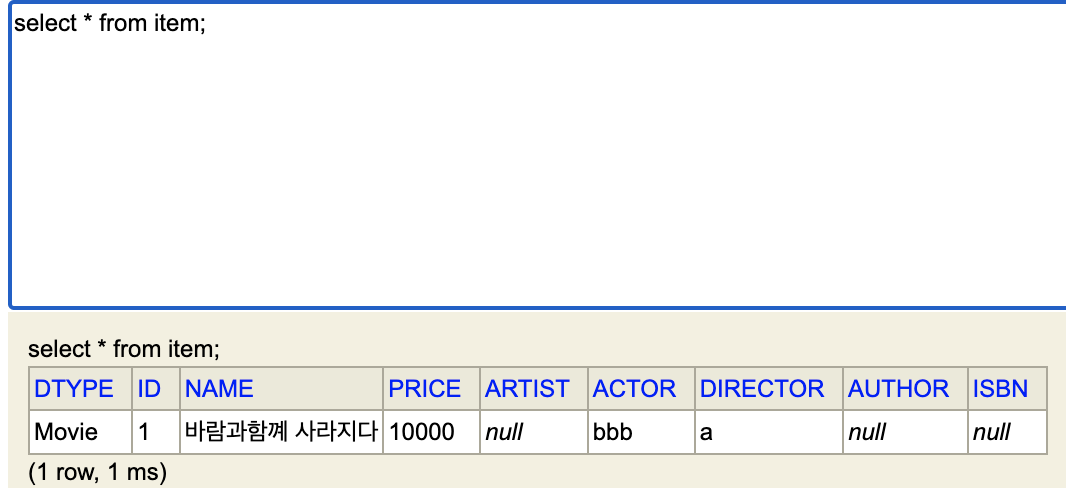 select * from item;
select * from item;
DTYPE ID NAME PRICE ARTIST ACTOR DIRECTOR AUTHOR ISBN
Movie 1 바람과함꼐 사라지다 10000 null bbb a null null
(1 row, 1 ms)